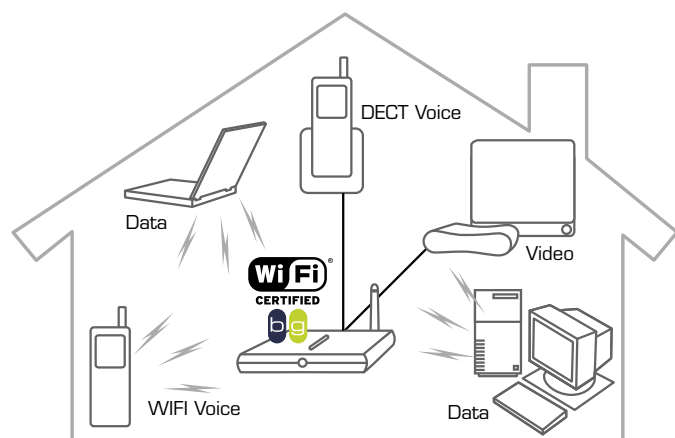 DECT Voice
Data
Video
Wi Fi ®
CERTIFIED
b g
WIFI Voice
Data